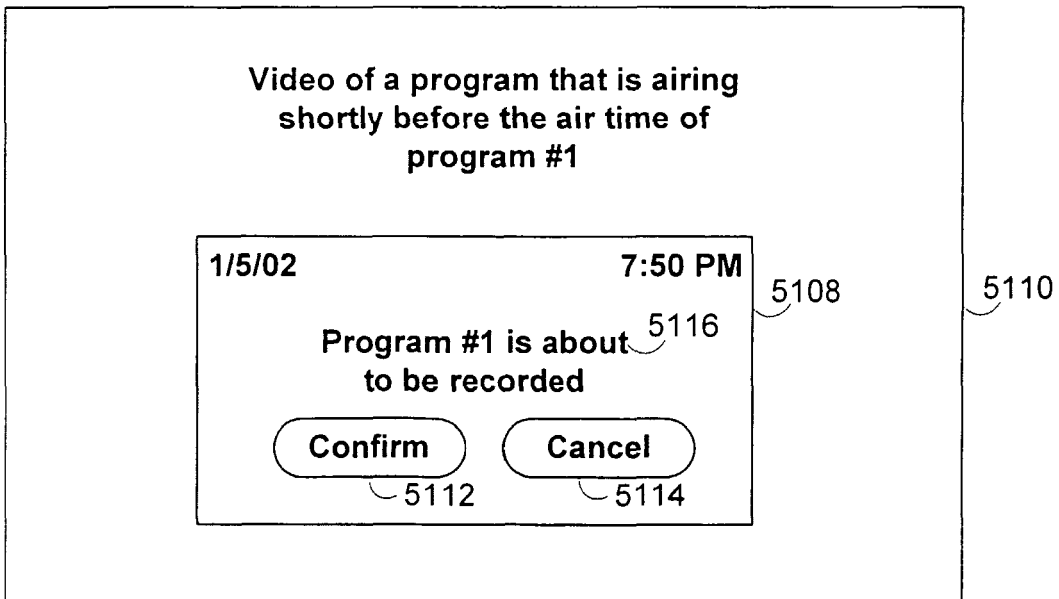 Video of a program that is airing
shortly before the air time of
program #1
1/5/02 7:50 PM
5108
5110
Program #1 is about 5116
to be recorded
Confirm Cancel
5112 5114